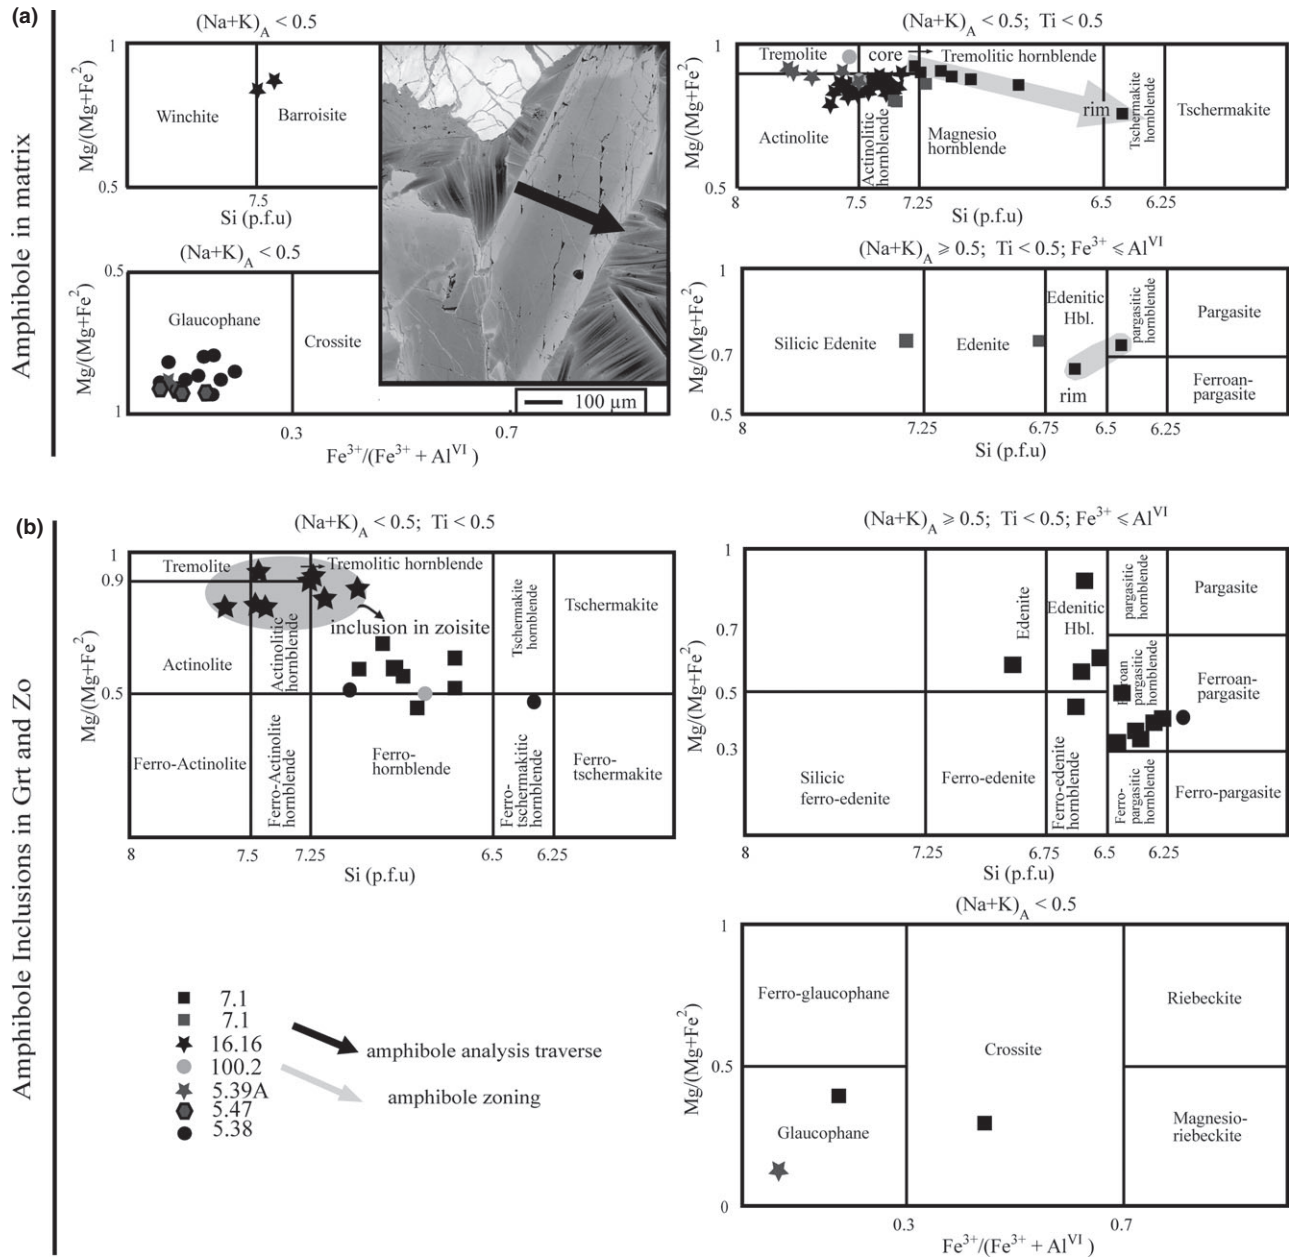 (a)
Amphibole in matrix
(Na+K)A < 0.5
1
Mg/(Mg+Fe²)
Winchite
Barroisite
0.5
7.5
Si (p.f.u)
(Na+K)A < 0.5
0.5
Mg/(Mg+Fe²)
Glaucophane
Crossite
1
0.3
0.7
Fe³⁺/(Fe³⁺ + AlVI )
100 µm
(Na+K)A < 0.5; Ti < 0.5
1
Mg/(Mg+Fe²)
Tremolite
core
Tremolitic hornblende
rim
Actinolite
Actinolitic
hornblende
Magnesio
hornblende
Tschermakite
hornblende
Tschermakite
0.5
8
7.5
7.25
6.5
6.25
Si (p.f.u)
(Na+K)A ⩾ 0.5; Ti < 0.5; Fe³⁺ ⩽ AlVI
1
Mg/(Mg+Fe²)
0.7
0.5
Silicic Edenite
Edenite
Edenitic
Hbl.
rim
pargasitic
hornblende
Pargasite
Ferroan-
pargasite
8
7.25
6.75
6.5
6.25
Si (p.f.u)
(b)
Amphibole Inclusions in Grt and Zo
(Na+K)A < 0.5; Ti < 0.5
1
0.9
Mg/(Mg+Fe²)
0.5
Tremolite
Tremolitic hornblende
inclusion in zoisite
Actinolite
Actinolitic
hornblende
Tschermakite
hornblende
Tschermakite
Ferro-Actinolite
Ferro-Actinolite
hornblende
Ferro-
hornblende
Ferro-
tschermakitic
hornblende
Ferro-
tschermakite
8
7.5
7.25
6.5
6.25
Si (p.f.u)
(Na+K)A ⩾ 0.5; Ti < 0.5; Fe³⁺ ⩽ AlVI
1
0.7
Mg/(Mg+Fe²)
0.5
0.3
Edenite
Edenitic
Hbl.
pargasitic
hornblende
Pargasite
Ferroan
pargasitic
hornblende
Ferroan-
pargasite
Silicic
ferro-edenite
Ferro-edenite
Ferro-edenite
hornblende
Ferro-
pargasitic
hornblende
Ferro-pargasite
8
7.25
6.75
6.5
6.25
Si (p.f.u)
(Na+K)A < 0.5
1
Mg/(Mg+Fe²)
0.5
0
Ferro-glaucophane
Crossite
Riebeckite
Glaucophane
Magnesio-
riebeckite
0.3
0.7
Fe³⁺/(Fe³⁺ + AlVI )
7.1
7.1
16.16
100.2
5.39A
5.47
5.38
amphibole analysis traverse
amphibole zoning